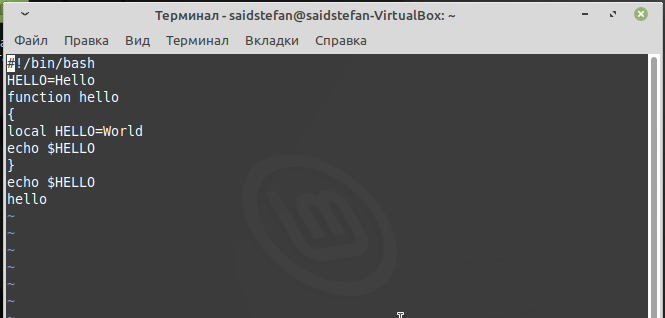 Терминал - saidstefan@saidstefan-VirtualBox: ~
Файл Правка Вид Терминал Вкладки Справка
#!/bin/bash
HELLO=Hello
function hello
{
local HELLO=World
echo $HELLO
}
echo $HELLO
hello
~
~
~
~
~
~
~